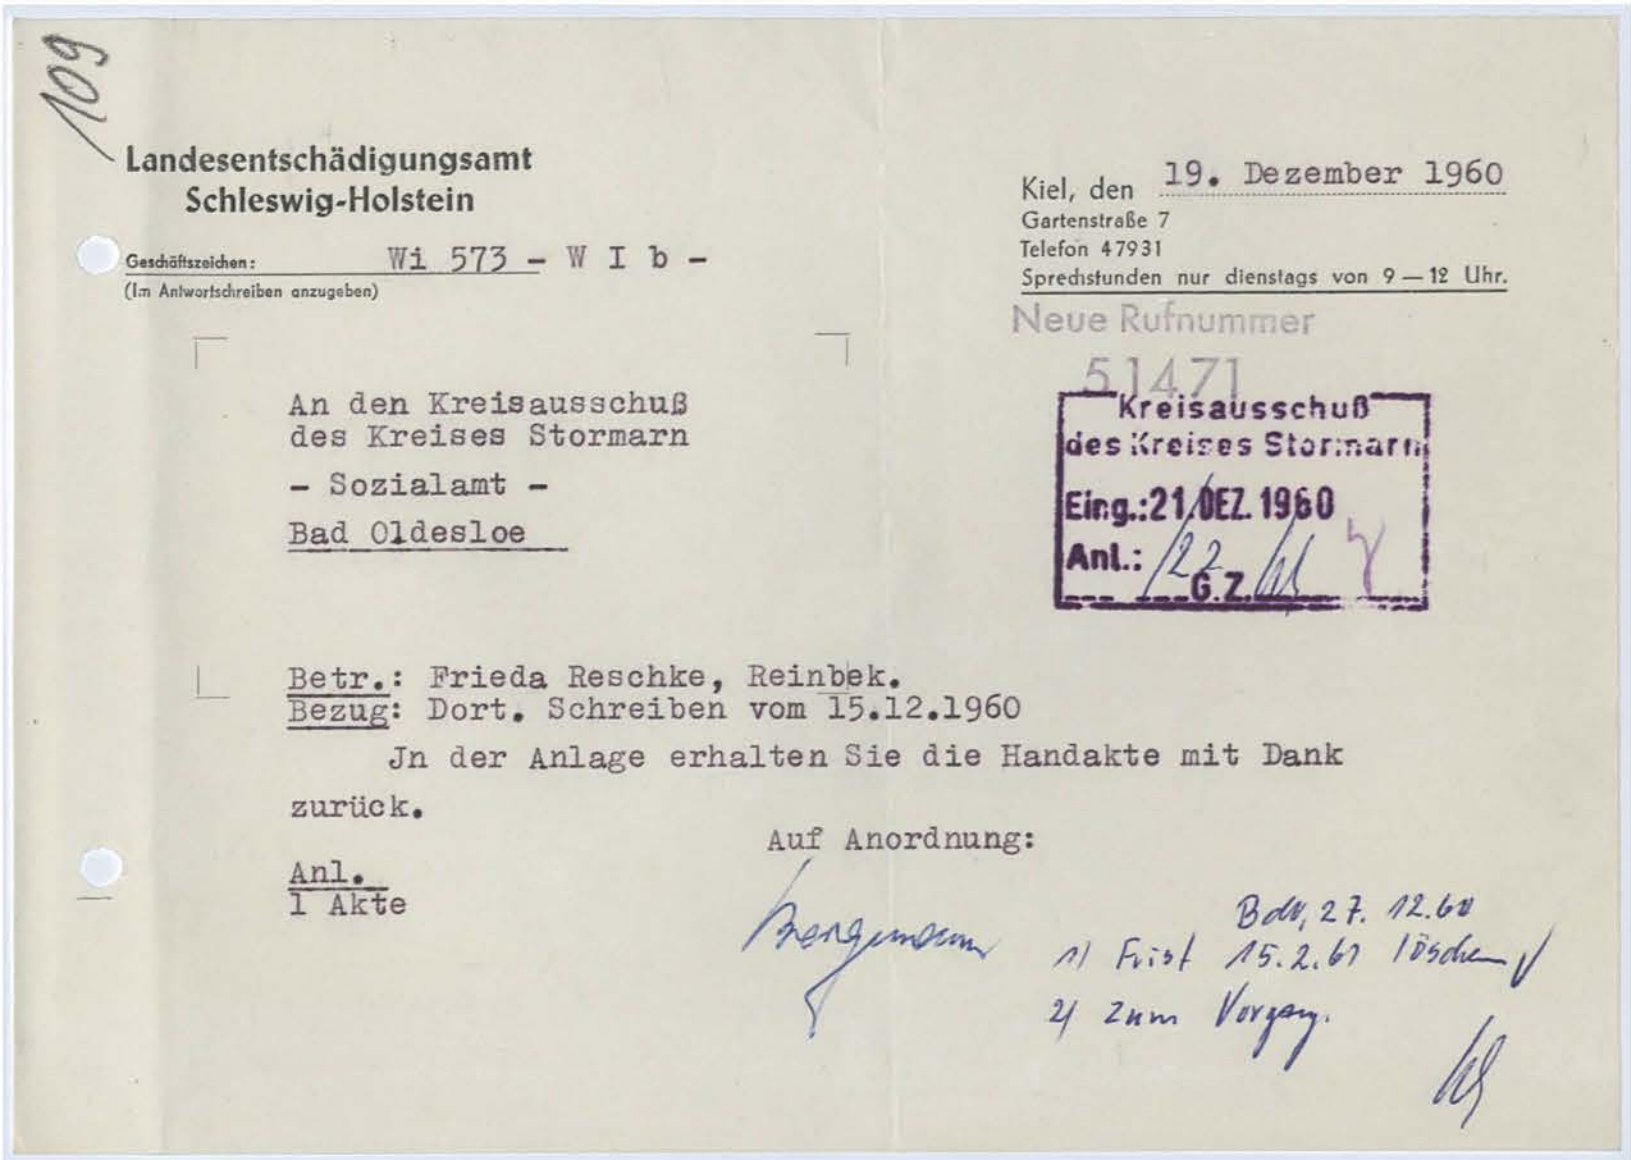 109
Landesentschädigungsamt
Schleswig-Holstein
Geschäftszeichen: Wi 573 - W I b -
(Im Antwortschreiben anzugeben)
Kiel, den 19. Dezember 1960
Gartenstraße 7
Telefon 47931
Sprechstunden nur dienstags von 9 — 12 Uhr.
Neue Rufnummer
51471
An den Kreisausschuß
des Kreises Stormarn
- Sozialamt -
Bad Oldesloe
Kreisausschuß
des Kreises Stormarn
Eing.: 21. DEZ. 1960
Anl.:
G. Z.
Betr.: Frieda Reschke, Reinbek.
Bezug: Dort. Schreiben vom 15.12.1960
Jn der Anlage erhalten Sie die Handakte mit Dank
zurück.
Auf Anordnung:
Anl.
1 Akte
27. 12. 60
1) Frist 15.2.61 löschen
2) Zum Vorgang.